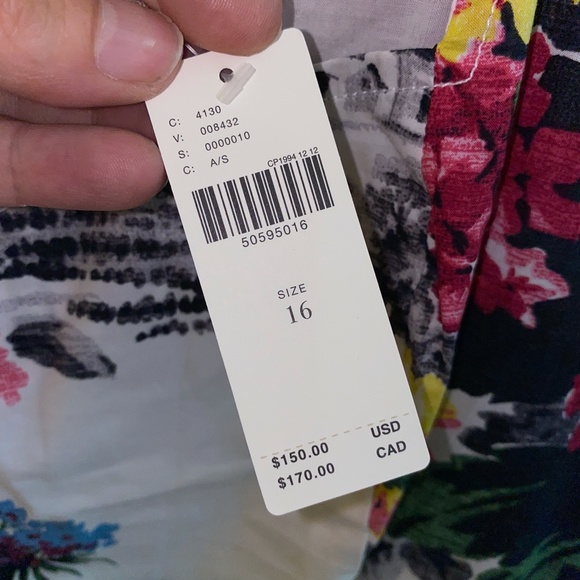 C: 4130
V: 008432
S: 0000010
C: A/S
CP1994 12 12
50595016
SIZE
16
$150.00 USD
$170.00 CAD